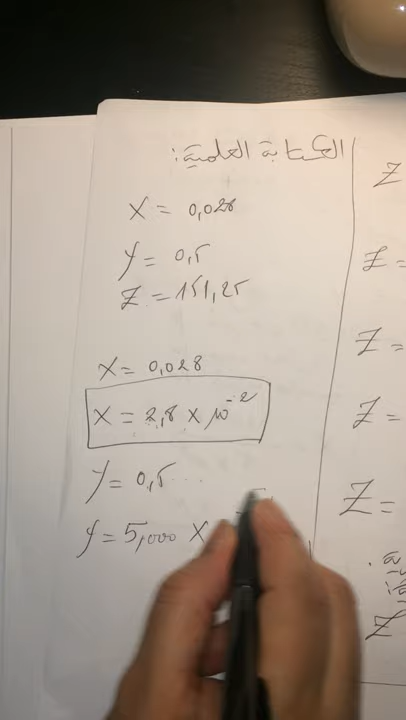 الكتابة العلمية:
X = 0,028
y = 0,5
Z = 151,25
X = 0,028
X = 2,8 x 10⁻²
y = 0,5...
y = 5,000 X
Z
Z =
Z =
Z =
Z =
Z